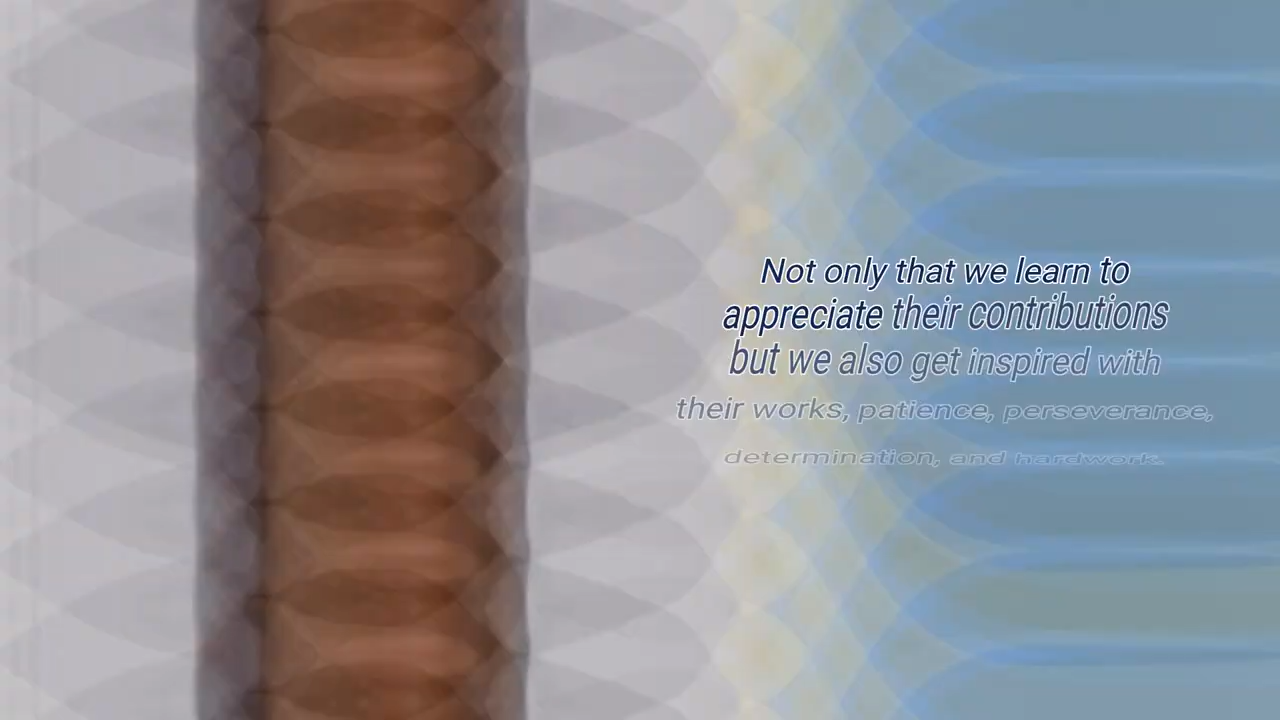 Not only that we learn to
appreciate their contributions
but we also get inspired with
their works, patience, perseverance,
determination, and hardwork.